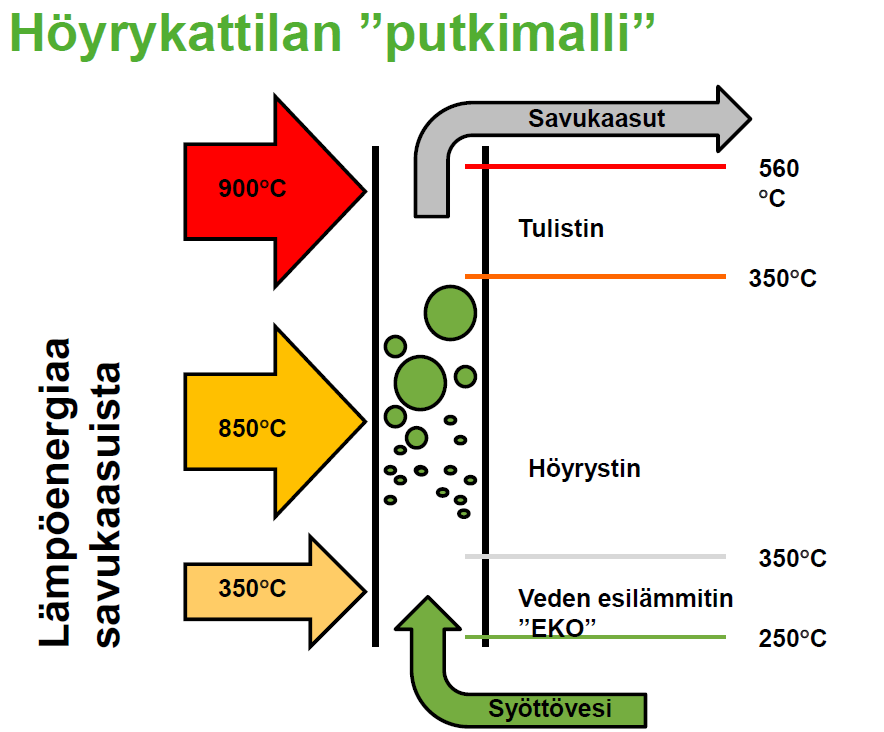 Höyrykattilan ”putkimalli”
Savukaasut
560
°C
900°C
Tulistin
350°C
Lämpöenergiaa
savukaasuista
850°C
Höyrystin
350°C
350°C
Veden esilämmitin
”EKO”
250°C
Syöttövesi